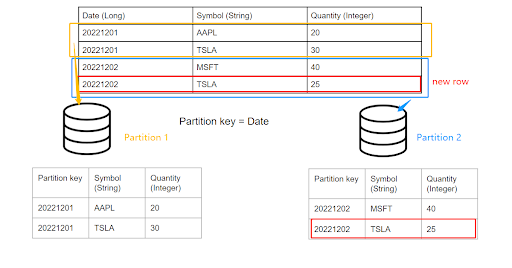 Date (Long) Symbol (String) Quantity (Integer)
20221201 AAPL 20
20221201 TSLA 30
20221202 MSFT 40
20221202 TSLA 25
new row
Partition key = Date
Partition 1
Partition 2
Partition key Symbol (String) Quantity (Integer)
20221201 AAPL 20
20221201 TSLA 30
Partition key Symbol (String) Quantity (Integer)
20221202 MSFT 40
20221202 TSLA 25